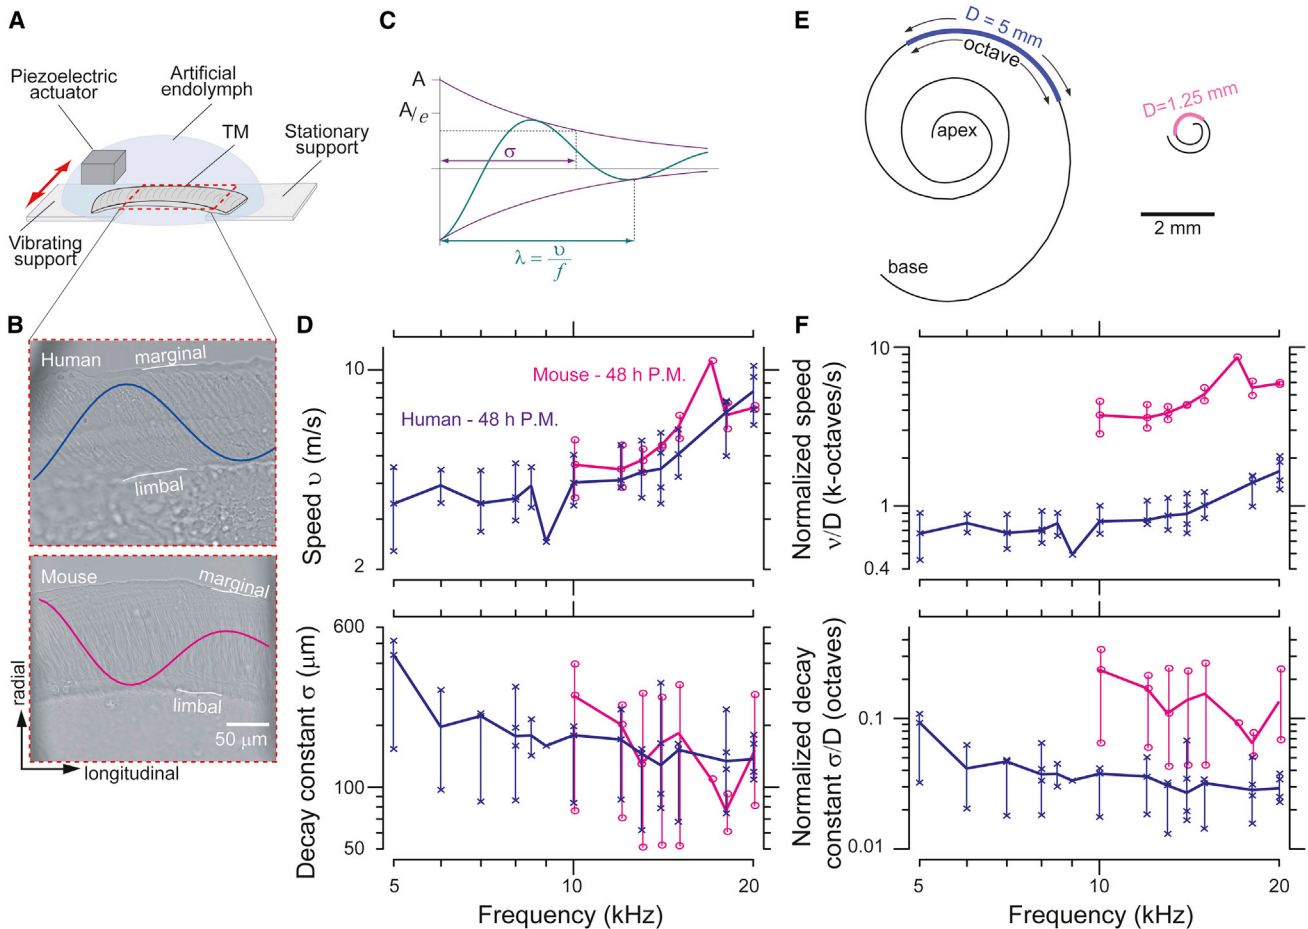 A
Piezoelectric
actuator
Artificial
endolymph
TM
Stationary
support
Vibrating
support
B
Human
marginal
limbal
Mouse
marginal
limbal
50 μm
radial
longitudinal
C
A
A/e
σ
λ = υ/f
D
Mouse - 48 h P.M.
Human - 48 h P.M.
Speed υ (m/s)
10
2
Decay constant σ (μm)
600
100
50
5
10
20
Frequency (kHz)
E
D = 5 mm
octave
apex
base
D=1.25 mm
2 mm
F
Normalized speed
ν/D (k-octaves/s)
10
1
0.4
Normalized decay
constant σ/D (octaves)
0.1
0.01
5
10
20
Frequency (kHz)